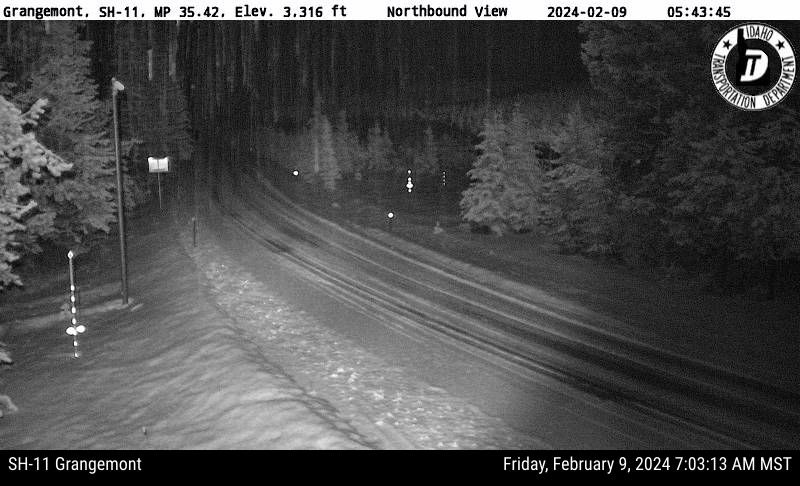 Grangemont, SH-11, MP 35.42, Elev. 3,316 ft Northbound View 2024-02-09 05:43:45
IDAHO
TRANSPORTATION DEPARTMENT
SH-11 Grangemont Friday, February 9, 2024 7:03:13 AM MST